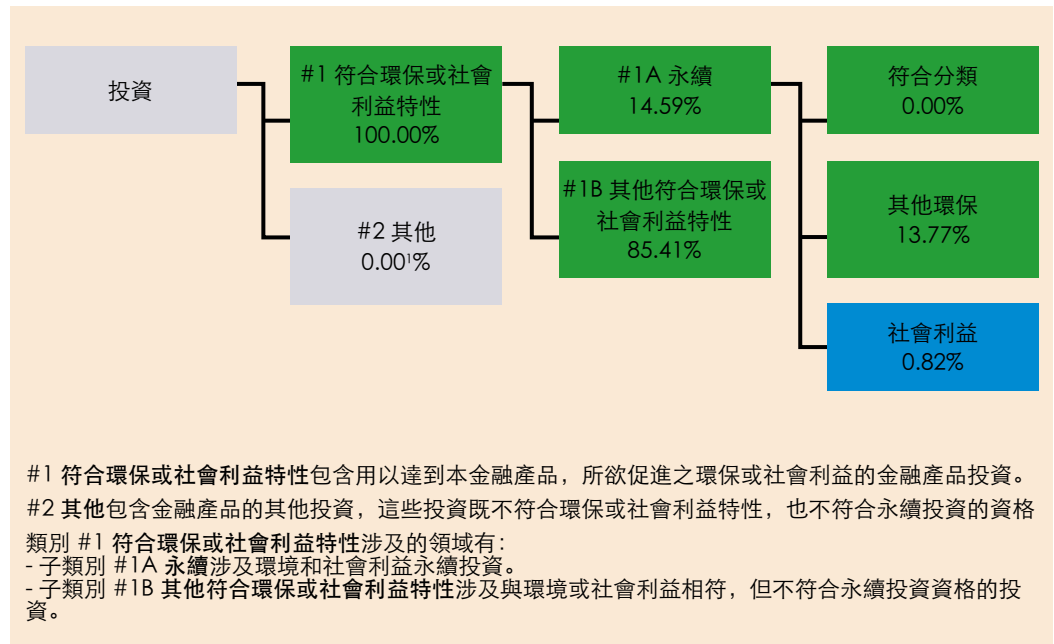 投資
#1 符合環保或社會
利益特性
100.00%
#1A 永續
14.59%
符合分類
0.00%
#2 其他
0.00¹%
#1B 其他符合環保或
社會利益特性
85.41%
其他環保
13.77%
社會利益
0.82%
#1 符合環保或社會利益特性包含用以達到本金融產品，所欲促進之環保或社會利益的金融產品投資。
#2 其他包含金融產品的其他投資，這些投資既不符合環保或社會利益特性，也不符合永續投資的資格
類別 #1 符合環保或社會利益特性涉及的領域有：
- 子類別 #1A 永續涉及環境和社會利益永續投資。
- 子類別 #1B 其他符合環保或社會利益特性涉及與環境或社會利益相符，但不符合永續投資資格的投
資。